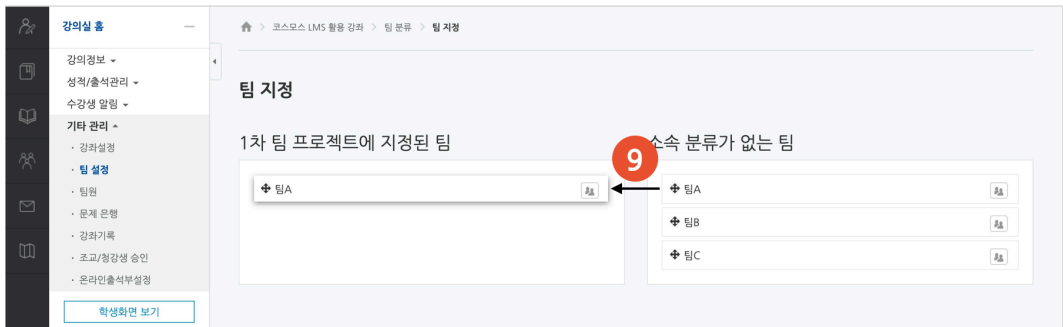 강의실 홈
강의정보
성적/출석관리
수강생 알림
기타 관리
· 강좌설정
· 팀 설정
· 팀원
· 문제 은행
· 강좌기록
· 조교/청강생 승인
· 온라인출석부설정
학생화면 보기
> 코스모스 LMS 활용 강좌 > 팀 분류 > 팀 지정
팀 지정
1차 팀 프로젝트에 지정된 팀
팀A
9
소속 분류가 없는 팀
팀A
팀B
팀C